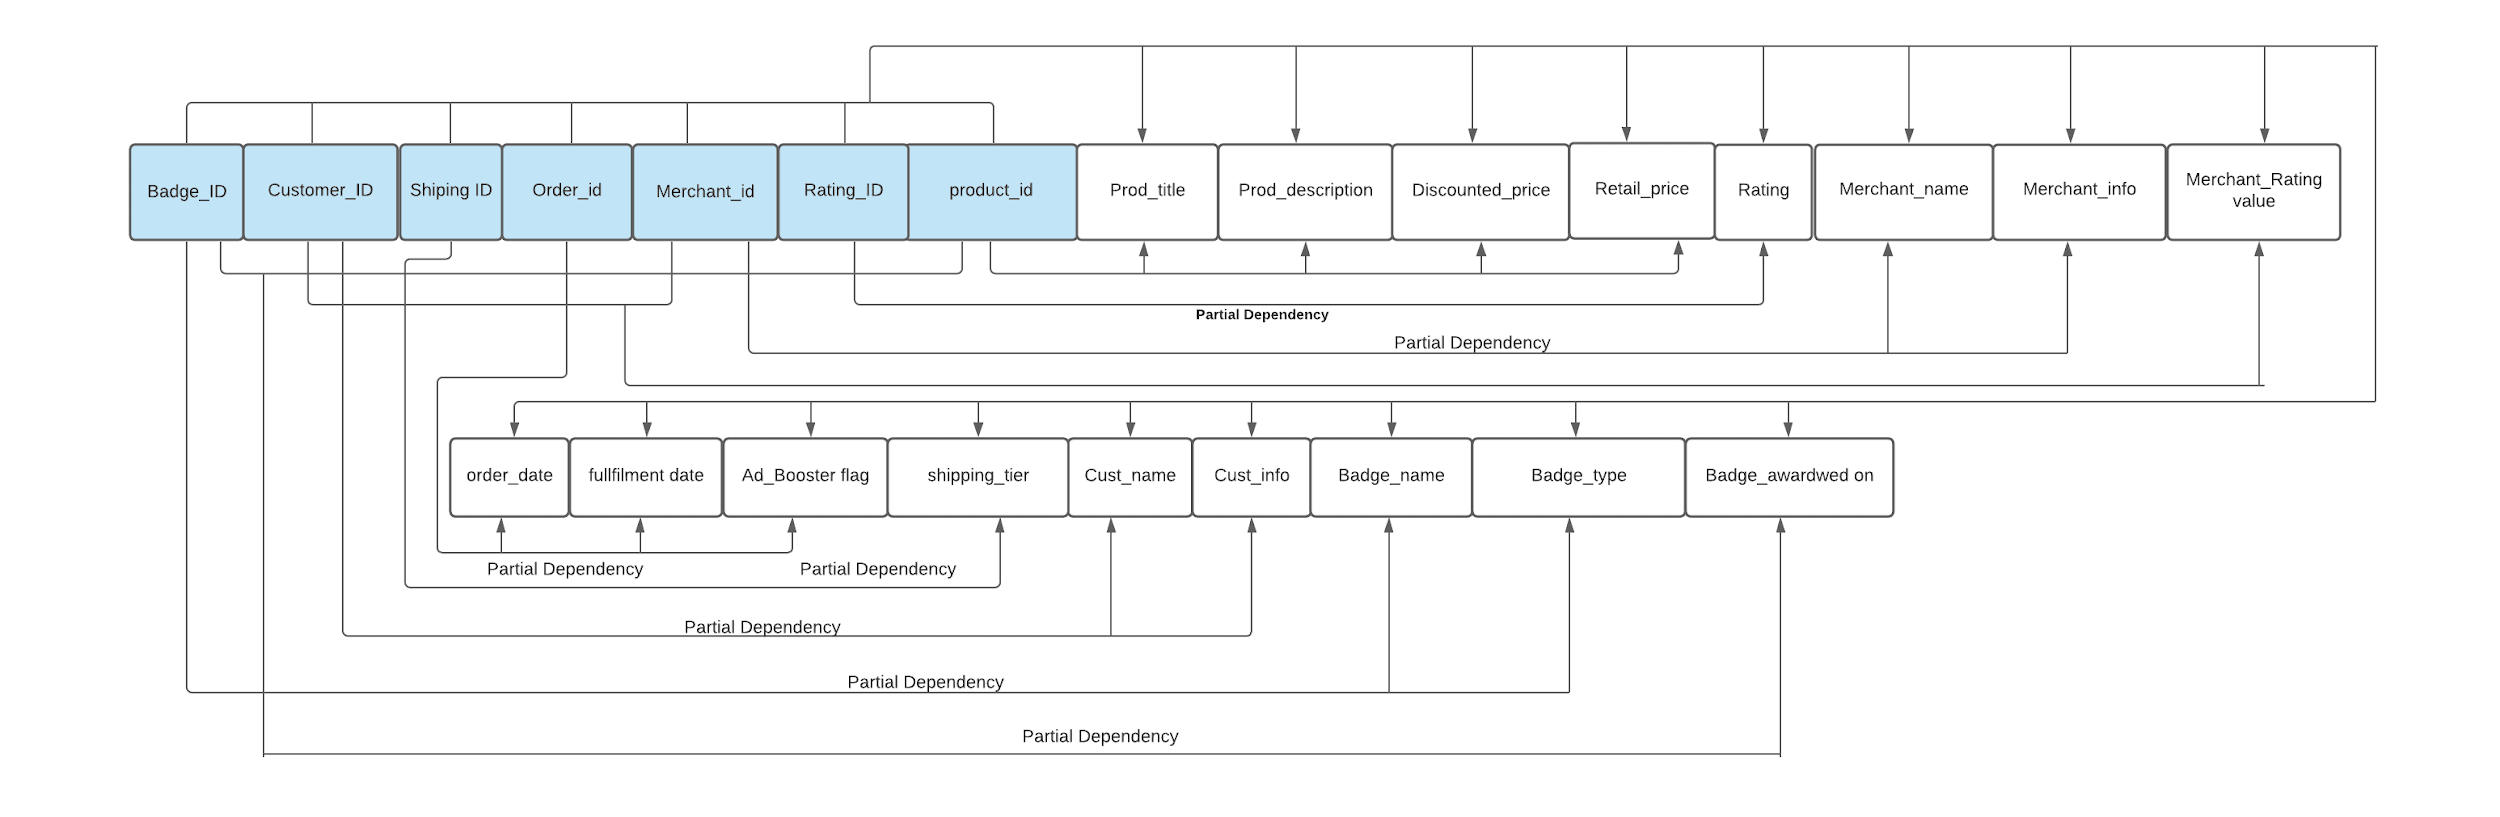 Badge_ID
Customer_ID
Shiping ID
Order_id
Merchant_id
Rating_ID
product_id
Prod_title
Prod_description
Discounted_price
Retail_price
Rating
Merchant_name
Merchant_info
Merchant_Rating
value
Partial Dependency
Partial Dependency
order_date
fullfilment date
Ad_Booster flag
shipping_tier
Cust_name
Cust_info
Badge_name
Badge_type
Badge_awardwed on
Partial Dependency
Partial Dependency
Partial Dependency
Partial Dependency
Partial Dependency